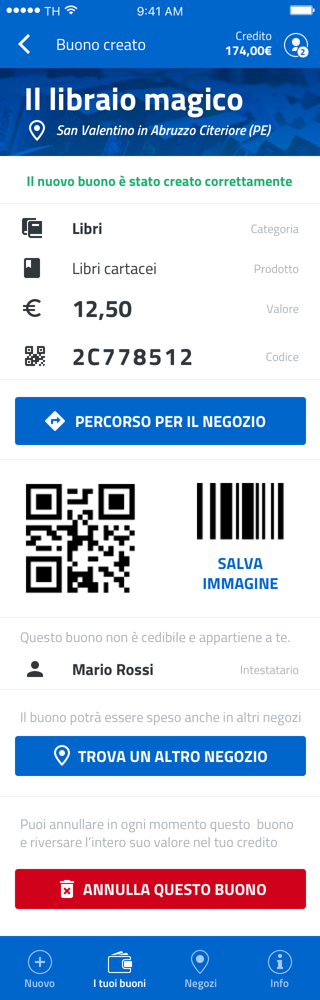 TH 9:41 AM
Buono creato
Credito
174,00€
2
Il libraio magico
San Valentino in Abruzzo Citeriore (PE)
Il nuovo buono è stato creato correttamente
Libri Categoria
Libri cartacei Prodotto
€ 12,50 Valore
2C778512 Codice
PERCORSO PER IL NEGOZIO
SALVA
IMMAGINE
Questo buono non è cedibile e appartiene a te.
Mario Rossi Intestatario
Il buono potrà essere speso anche in altri negozi
TROVA UN ALTRO NEGOZIO
Puoi annullare in ogni momento questo buono
e riversare l’intero suo valore nel tuo credito
ANNULLA QUESTO BUONO
Nuovo I tuoi buoni Negozi Info